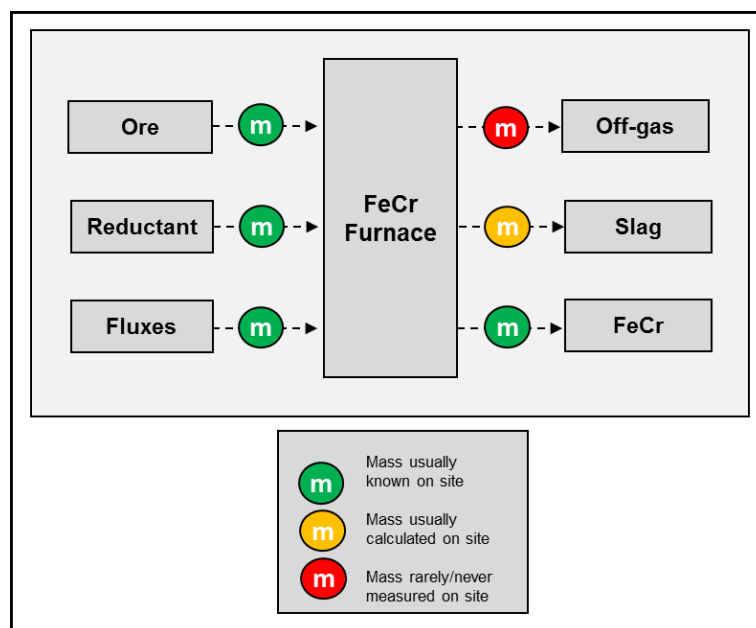 Ore
m
m
Off-gas
Reductant
m
FeCr
Furnace
m
Slag
Fluxes
m
m
FeCr
m
Mass usually
known on site
m
Mass usually
calculated on site
m
Mass rarely/never
measured on site